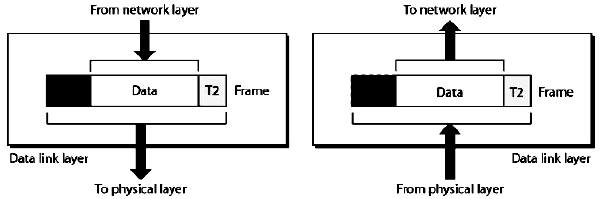 From network layer
To network layer
Data T2 Frame
Data T2 Frame
Data link layer
Data link layer
To physical layer
From physical layer